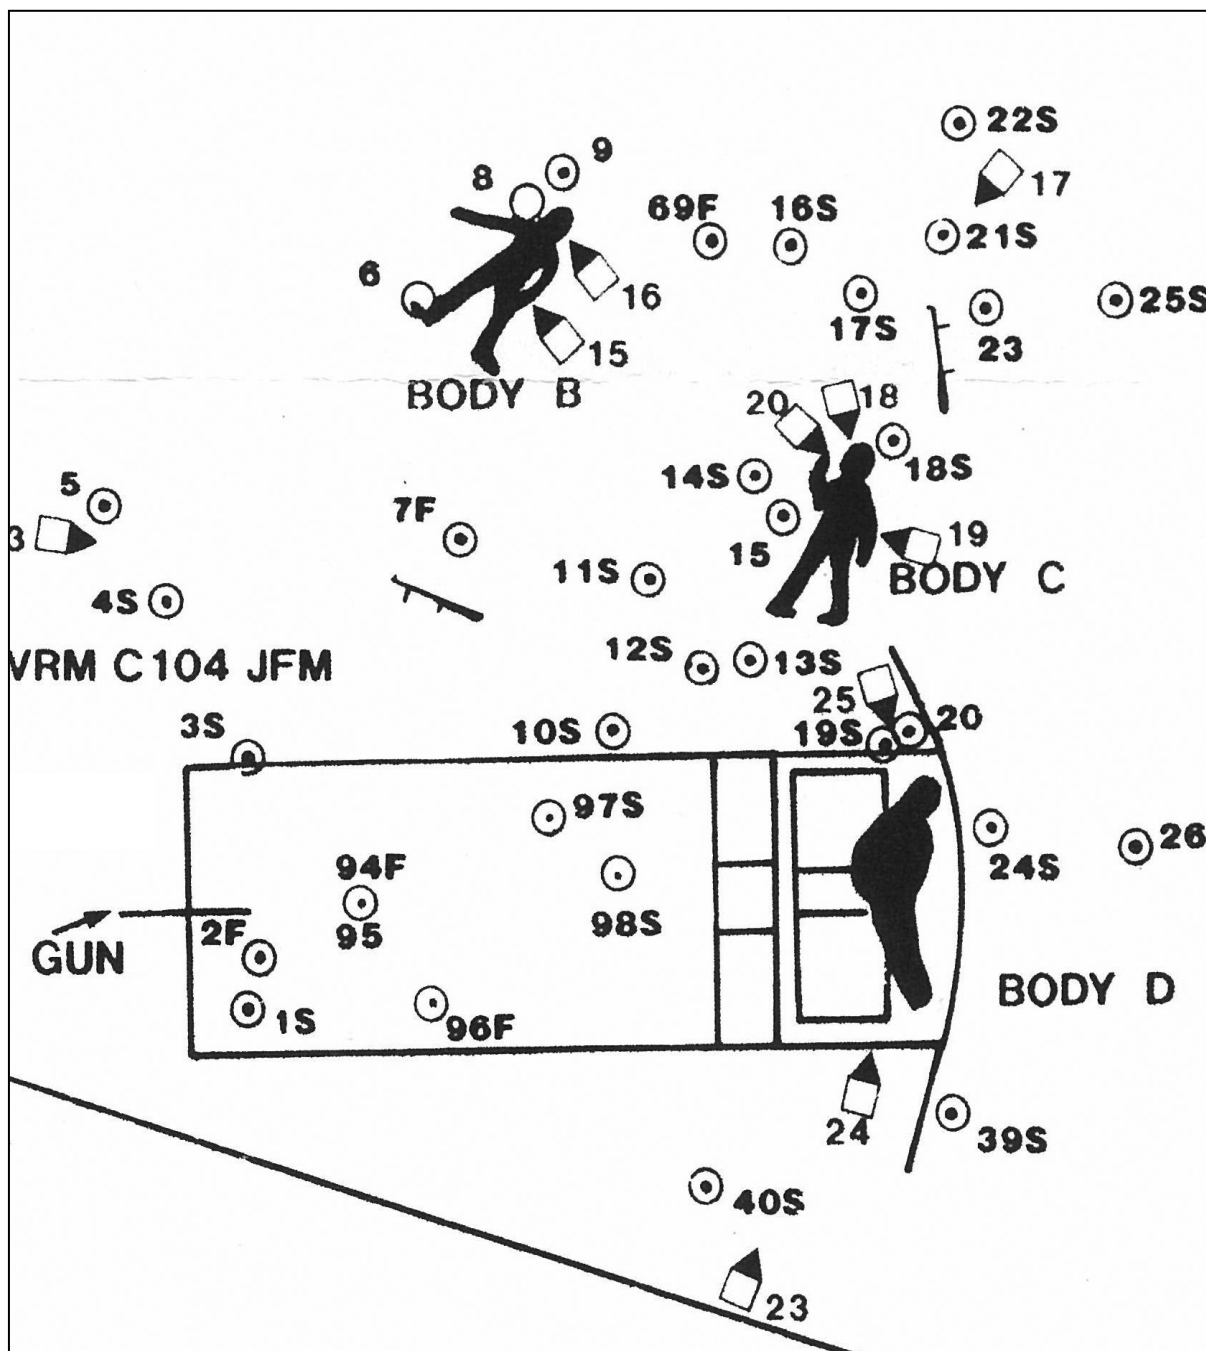 22S
9
8
17
69F
16S
21S
6
16
25S
17S
23
15
BODY B
20
18
18S
14S
5
7F
3
15
19
11S
BODY C
4S
VRM C104 JFM
12S
13S
25
3S
10S
19S
20
97S
26
94F
24S
95
98S
2F
GUN
BODY D
1S
96F
24
39S
40S
23